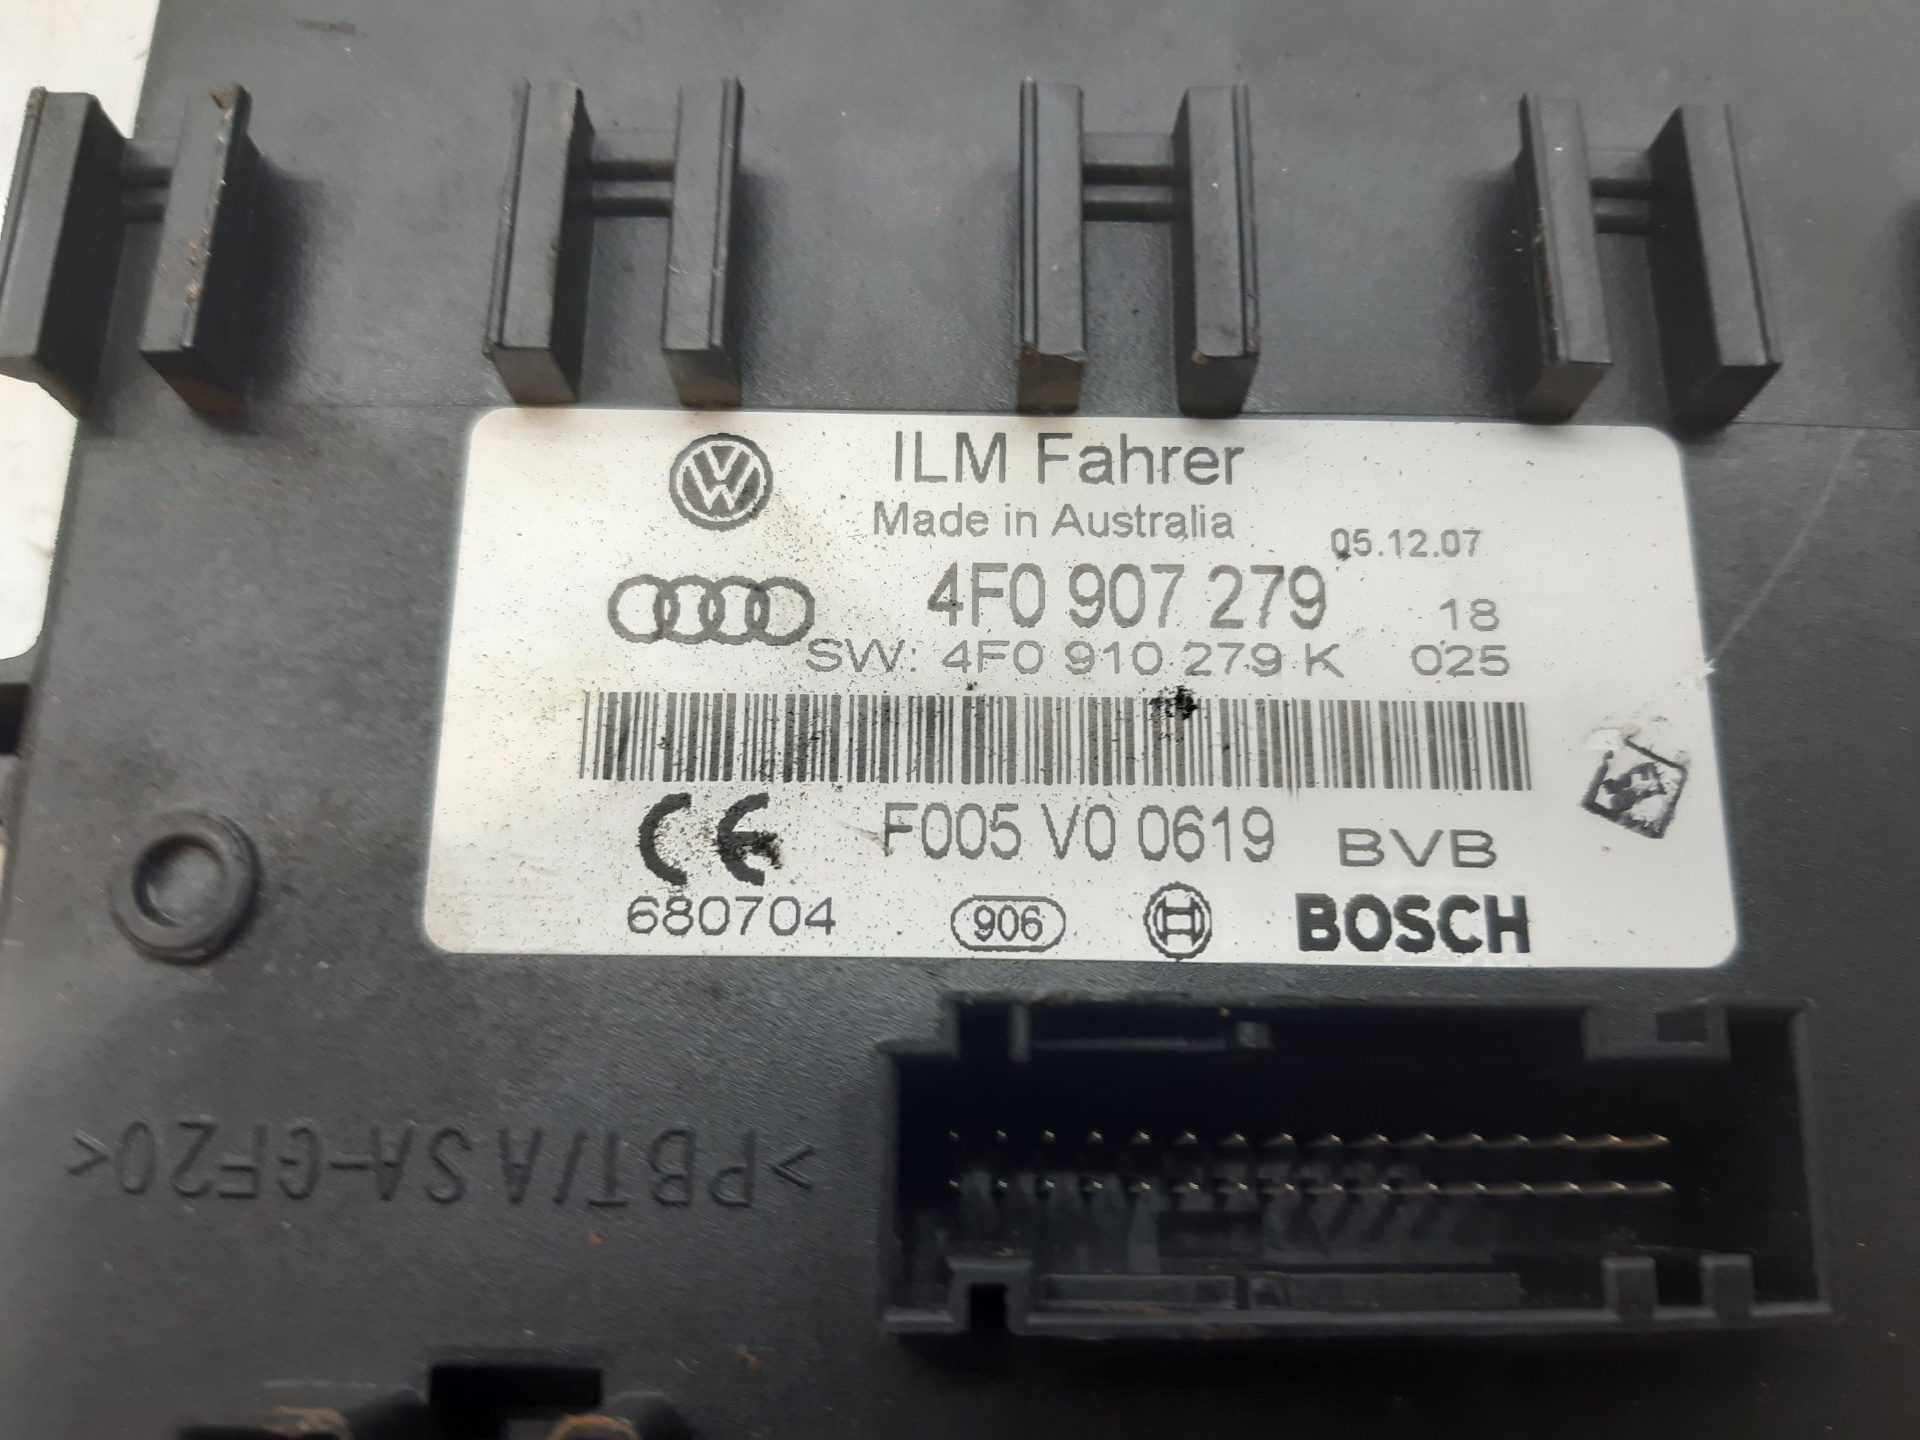 ILM Fahrer
Made in Australia
05.12.07
4F0 907 279 18
SW: 4F0 910 279 K 025
CE F005 V0 0619 BVB
680704 906 BOSCH
>PBT/ASA-GF20<